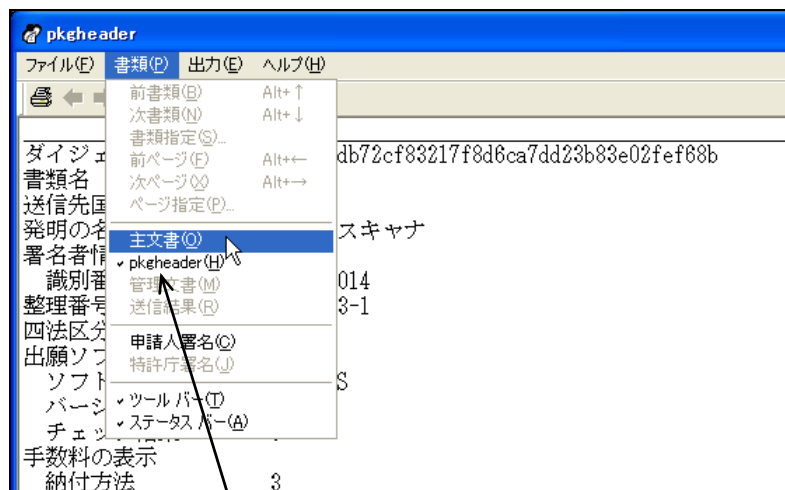 pkgheader
ファイル(F) 書類(P) 出力(E) ヘルプ(H)
前書類(B) Alt+↑
次書類(N) Alt+↓
書類指定(S)...
前ページ(F) Alt+←
次ページ(X) Alt+→
ページ指定(P)...
主文書(O)
✓ pkgheader(H)
管理文書(M)
送信結果(R)
申請人署名(C)
特許庁署名(J)
✓ ツール バー(T)
✓ ステータス バー(A)
ダイジェ db72cf83217f8d6ca7dd23b83e02fef68b
書類名
送信先国
発明の名 スキャナ
署名者情
識別番 014
整理番号 3-1
四法区分
出願ソフ
ソフト S
バージ
チェッ
手数料の表示
納付方法 3